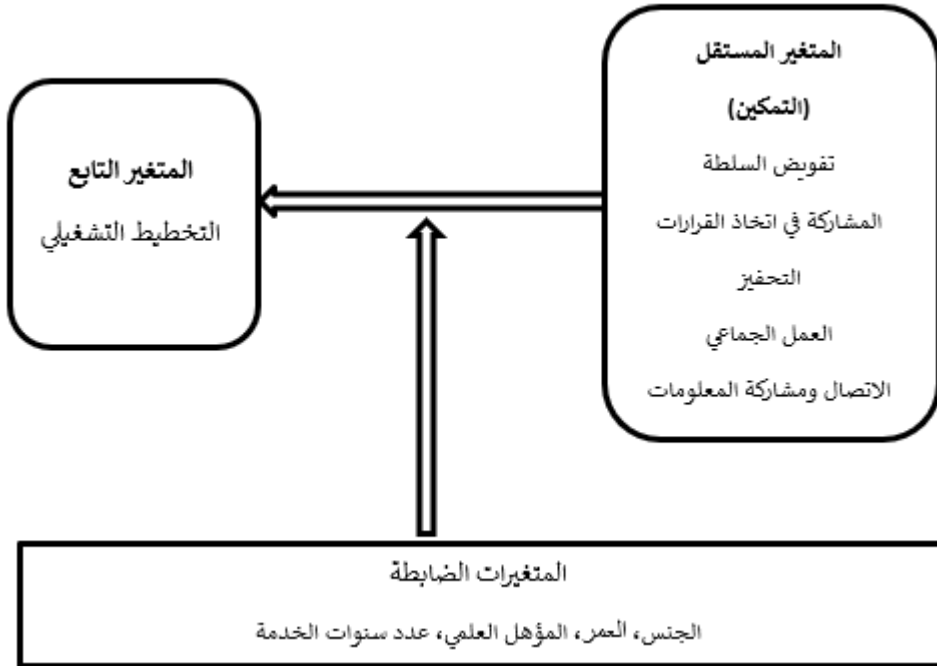 المتغير المستقل
(التمكين)
تفويض السلطة
المشاركة في اتخاذ القرارات
التحفيز
العمل الجماعي
الاتصال ومشاركة المعلومات
المتغير التابع
التخطيط التشغيلي
المتغيرات الضابطة
الجنس، العمر، المؤهل العلمي، عدد سنوات الخدمة